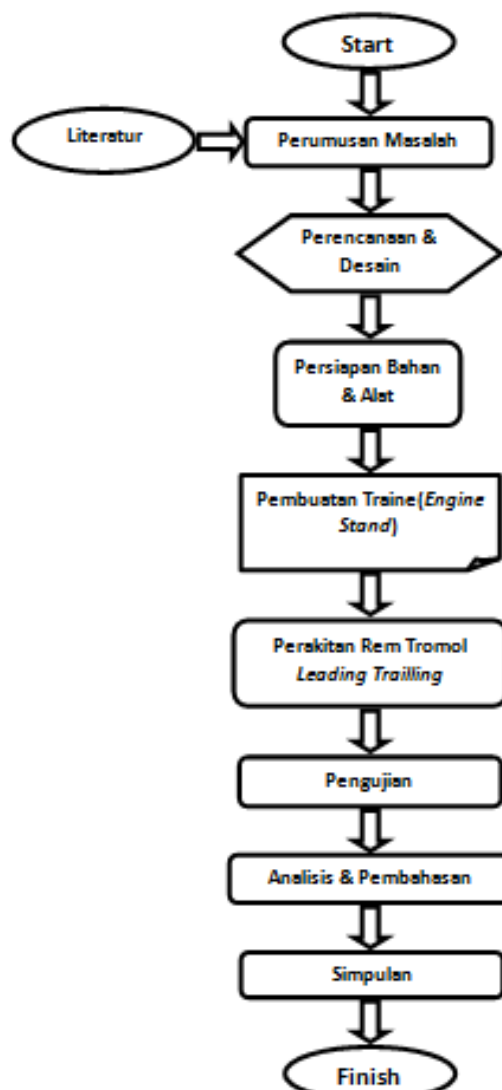 Start
Literatur
Perumusan Masalah
Perencanaan &
Desain
Persiapan Bahan
& Alat
Pembuatan Traine(Engine
Stand)
Perakitan Rem Tromol
Leading Trailling
Pengujian
Analisis & Pembahasan
Simpulan
Finish